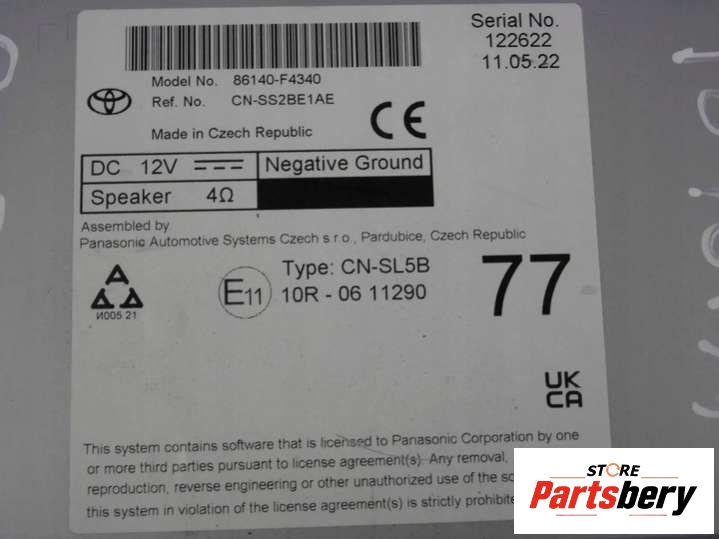 Serial No.
122622
11.05.22
Model No. 86140-F4340
Ref. No. CN-SS2BE1AE
Made in Czech Republic
DC 12V
Negative Ground
Speaker 4Ω
Assembled by
Panasonic Automotive Systems Czech s r o , Pardubice, Czech Republic
Type: CN-SL5B
E11
10R - 06 11290
77
И005 21
UK
CA
This system contains software that is licensed to Panasonic Corporation by one
or more third parties pursuant to license agreement(s). Any removal,
reproduction, reverse engineering or other unauthorized use of the
this system in violation of the license agreement(s) is strictly
STORE
Partsbery